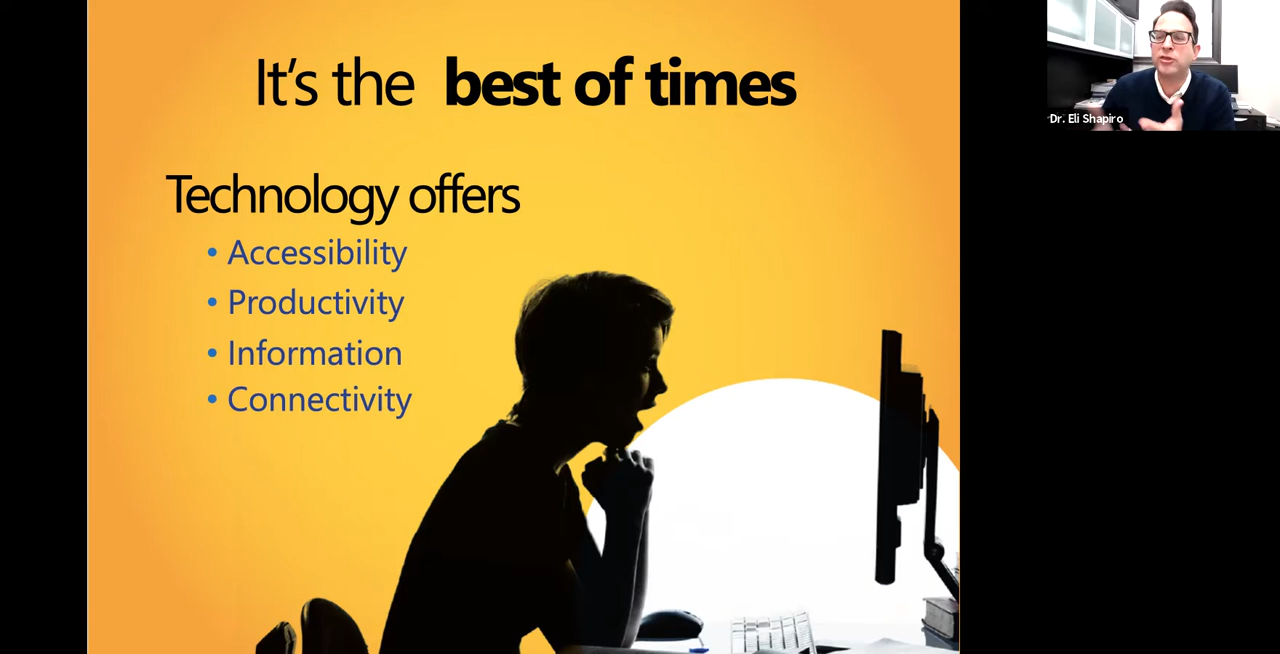 It's the best of times
Technology offers
• Accessibility
• Productivity
• Information
• Connectivity
Dr. Eli Shapiro